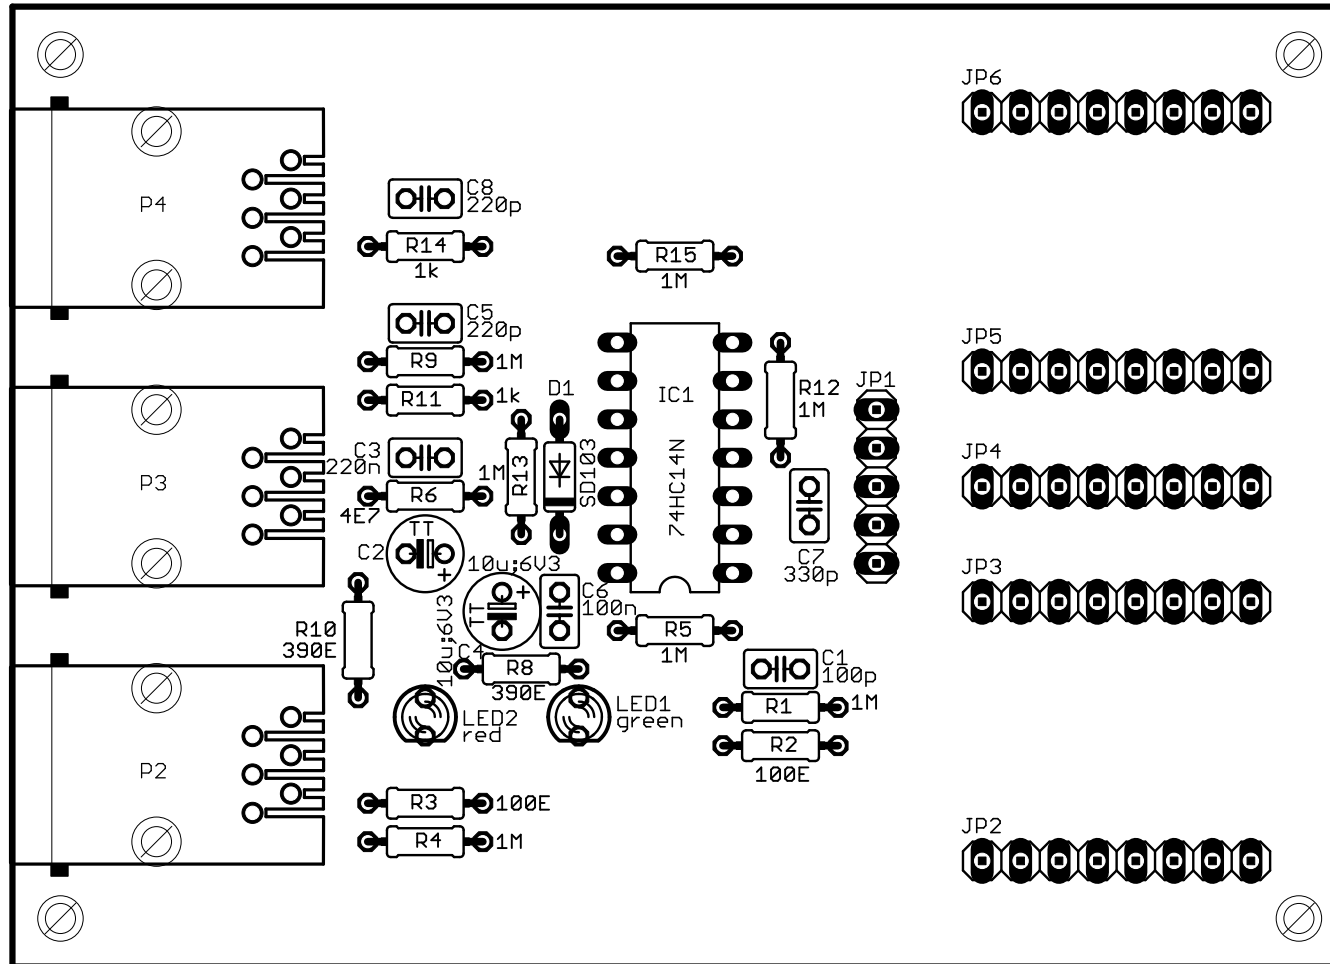 JP6
P4
C8
220p
R14
1k
R15
1M
C5
220p
R9
1M
R11
1k
D1
IC1
74HC14N
R12
1M
JP1
JP5
P3
C3
220n
R6
4E7
1M
R13
SD103
JP4
C2
TT
+
10u;6V3
C7
330p
JP3
C6
100n
TT
+
10u;6V3
C4
R10
390E
R5
1M
R8
390E
C1
100p
R1
1M
R2
100E
LED2
red
LED1
green
P2
R3
100E
R4
1M
JP2